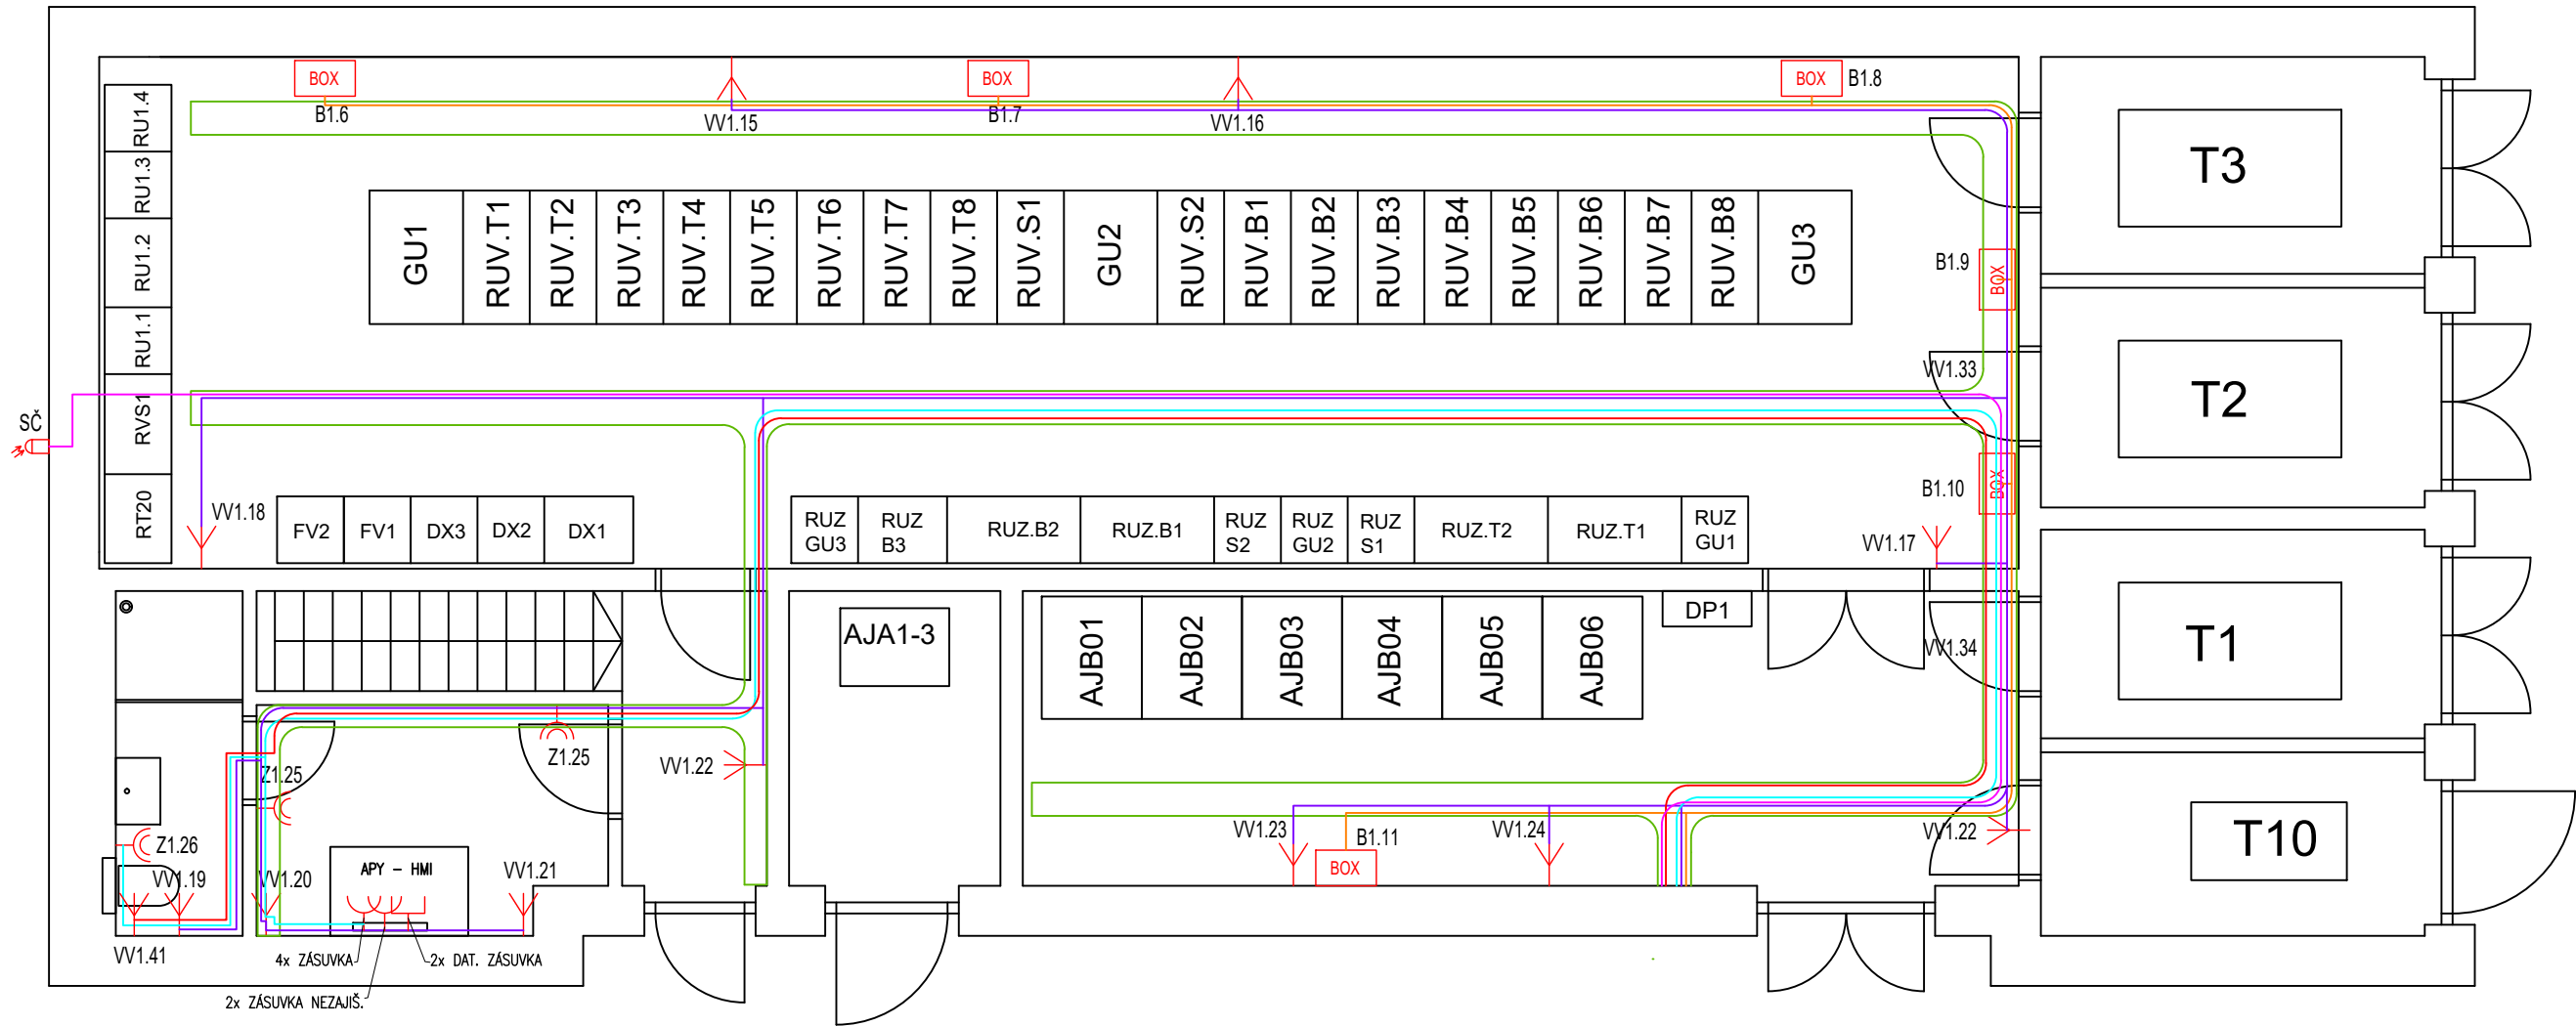 BOX
BOX
BOX
B1.8
B1.6
VV1.15
B1.7
VV1.16
RU1.4
RU1.3
RU1.2
RU1.1
RVS1
RT20
GU1
RUV.T1
RUV.T2
RUV.T3
RUV.T4
RUV.T5
RUV.T6
RUV.T7
RUV.T8
RUV.S1
GU2
RUV.S2
RUV.B1
RUV.B2
RUV.B3
RUV.B4
RUV.B5
RUV.B6
RUV.B7
RUV.B8
GU3
B1.9
BOX
T3
VV1.33
T2
SČ
B1.10
BOX
VV1.18
FV2
FV1
DX3
DX2
DX1
RUZ
GU3
RUZ
B3
RUZ.B2
RUZ.B1
RUZ
S2
RUZ
GU2
RUZ
S1
RUZ.T2
RUZ.T1
RUZ
GU1
VV1.17
AJA1-3
AJB01
AJB02
AJB03
AJB04
AJB05
AJB06
DP1
VV1.34
T1
Z1.25
Z1.25
VV1.22
Z1.26
VV1.19
VV1.20
APY - HMI
VV1.21
VV1.23
B1.11
BOX
VV1.24
VV1.22
T10
VV1.41
4x ZÁSUVKA
2x DAT. ZÁSUVKA
2x ZÁSUVKA NEZAJIŠ.